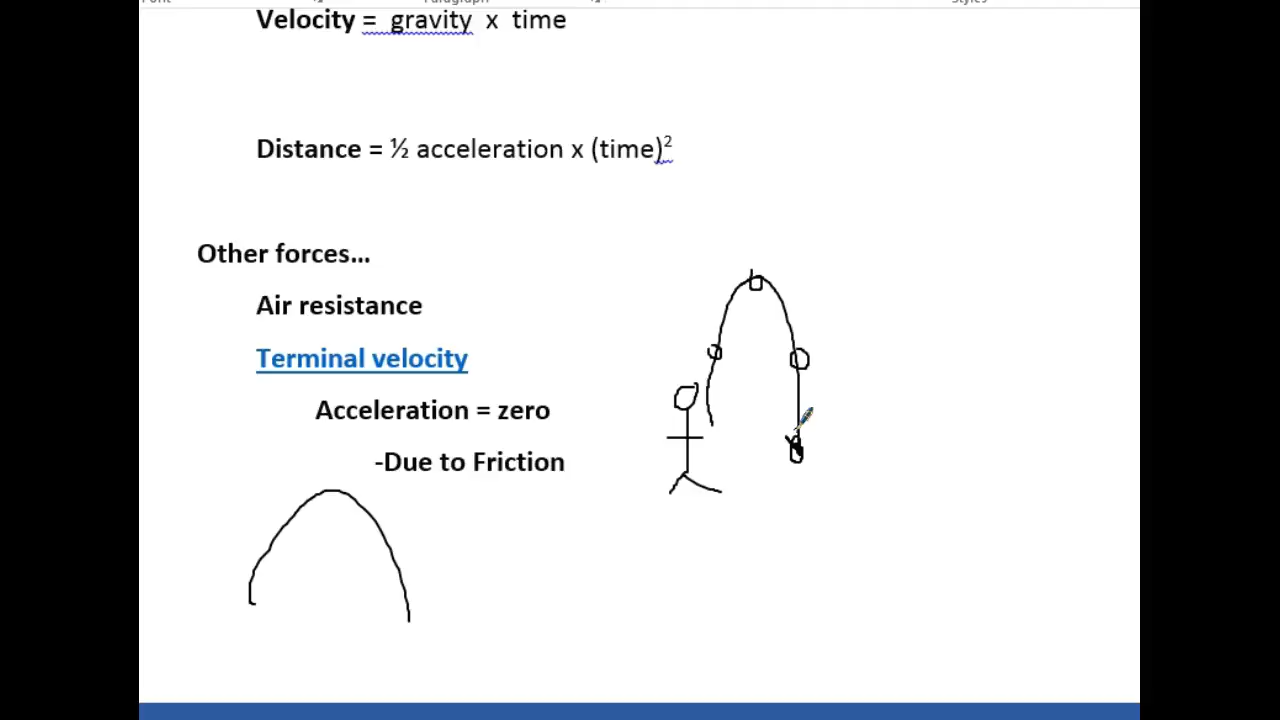 Velocity = gravity x time
Distance = ½ acceleration x (time)²
Other forces...
Air resistance
Terminal velocity
Acceleration = zero
-Due to Friction